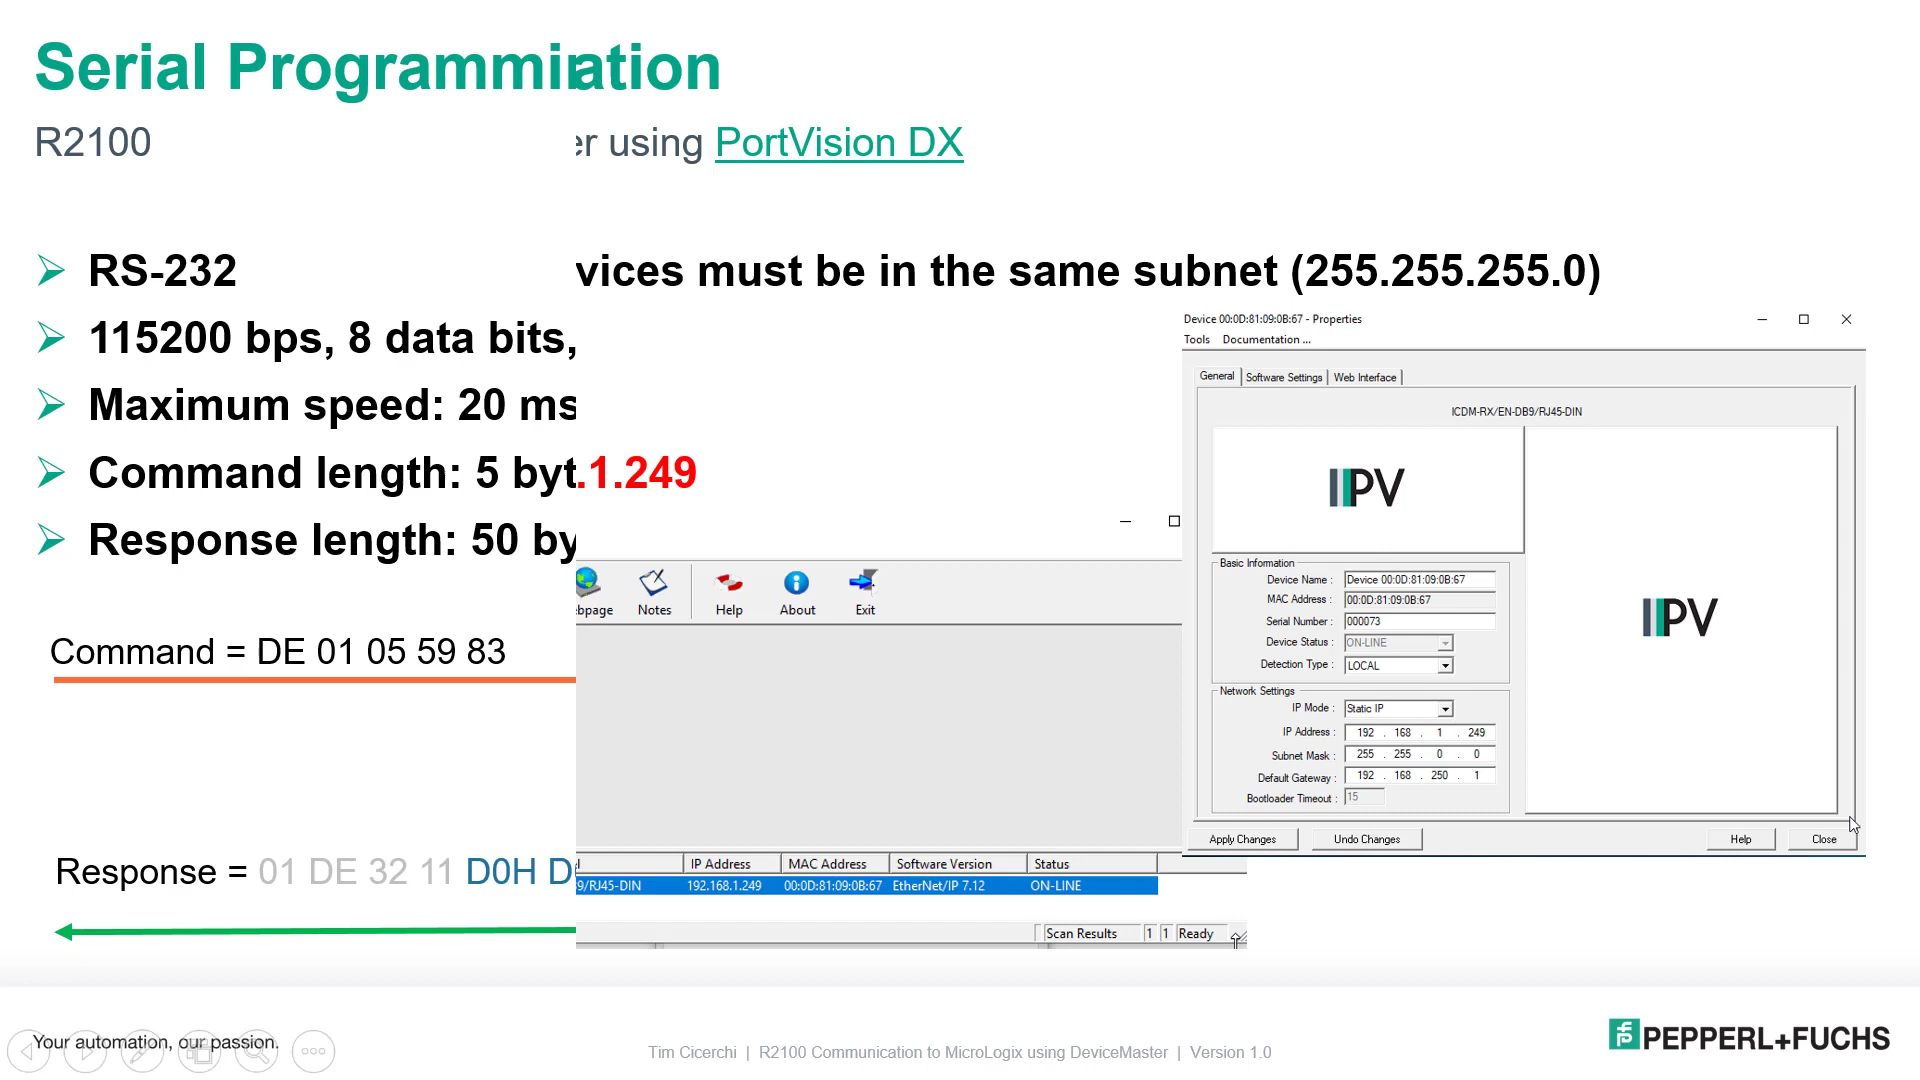 Serial Programmination
R2100 er using PortVision DX
RS-232 vices must be in the same subnet (255.255.255.0)
115200 bps, 8 data bits,
Maximum speed: 20 ms
Command length: 5 byt.1.249
Response length: 50 by
Command = DE 01 05 59 83
Response = 01 DE 32 11 D0H D
bpage Notes Help About Exit
IP Address MAC Address Software Version Status
9/RJ45-DIN 192.168.1.249 00:0D:81:09:0B:67 EtherNet/IP 7.12 ON-LINE
Scan Results 1 1 Ready
Device 00:0D:81:09:0B:67 - Properties
Tools Documentation ...
General Software Settings Web Interface
ICDM-RX/EN-DB9/RJ45-DIN
PV
PV
Basic Information
Device Name : Device 00:0D:81:09:0B:67
MAC Address : 00:0D:81:09:0B:67
Serial Number : 000073
Device Status : ON-LINE
Detection Type : LOCAL
Network Settings
IP Mode : Static IP
IP Address : 192 . 168 . 1 . 249
Subnet Mask : 255 . 255 . 0 . 0
Default Gateway : 192 . 168 . 250 . 1
Bootloader Timeout : 15
Apply Changes Undo Changes Help Close
Your automation, our passion.
Tim Cicerchi | R2100 Communication to MicroLogix using DeviceMaster | Version 1.0
PEPPERL+FUCHS